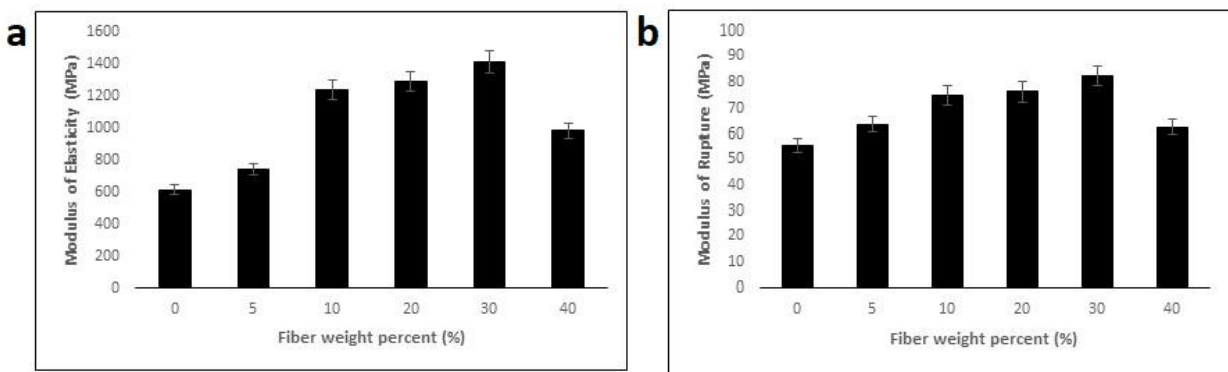 a
Modulus of Elasticity (MPa)
1600
1400
1200
1000
800
600
400
200
0
0 5 10 20 30 40
Fiber weight percent (%)
b
Modulus of Rupture (MPa)
100
90
80
70
60
50
40
30
20
10
0
0 5 10 20 30 40
Fiber weight percent (%)